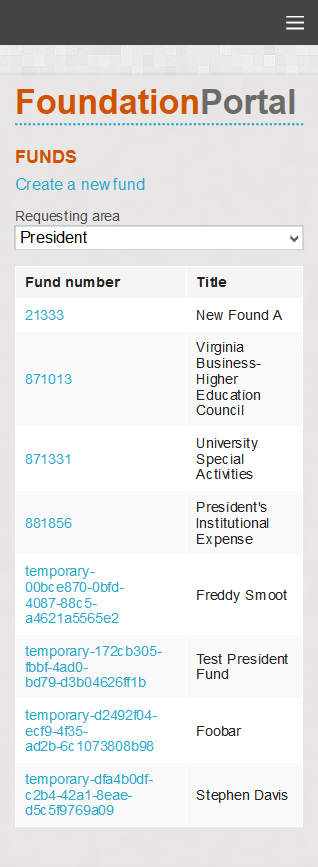 FoundationPortal
FUNDS
Create a new fund
Requesting area
President
Fund number Title
21333 New Found A
871013 Virginia
Business-
Higher
Education
Council
871331 University
Special
Activities
881856 President's
Institutional
Expense
temporary-
00bce870-0bfd-
4087-88c5-
a4621a5565e2
Freddy Smoot
temporary-172cb305-
fbbf-4ad0-
bd79-d3b04626ff1b
Test President
Fund
temporary-d2492f04-
ecf9-4f35-
ad2b-6c1073808b98
Foobar
temporary-dfa4b0df-
c2b4-42a1-8eae-
d5c5f9769a09
Stephen Davis